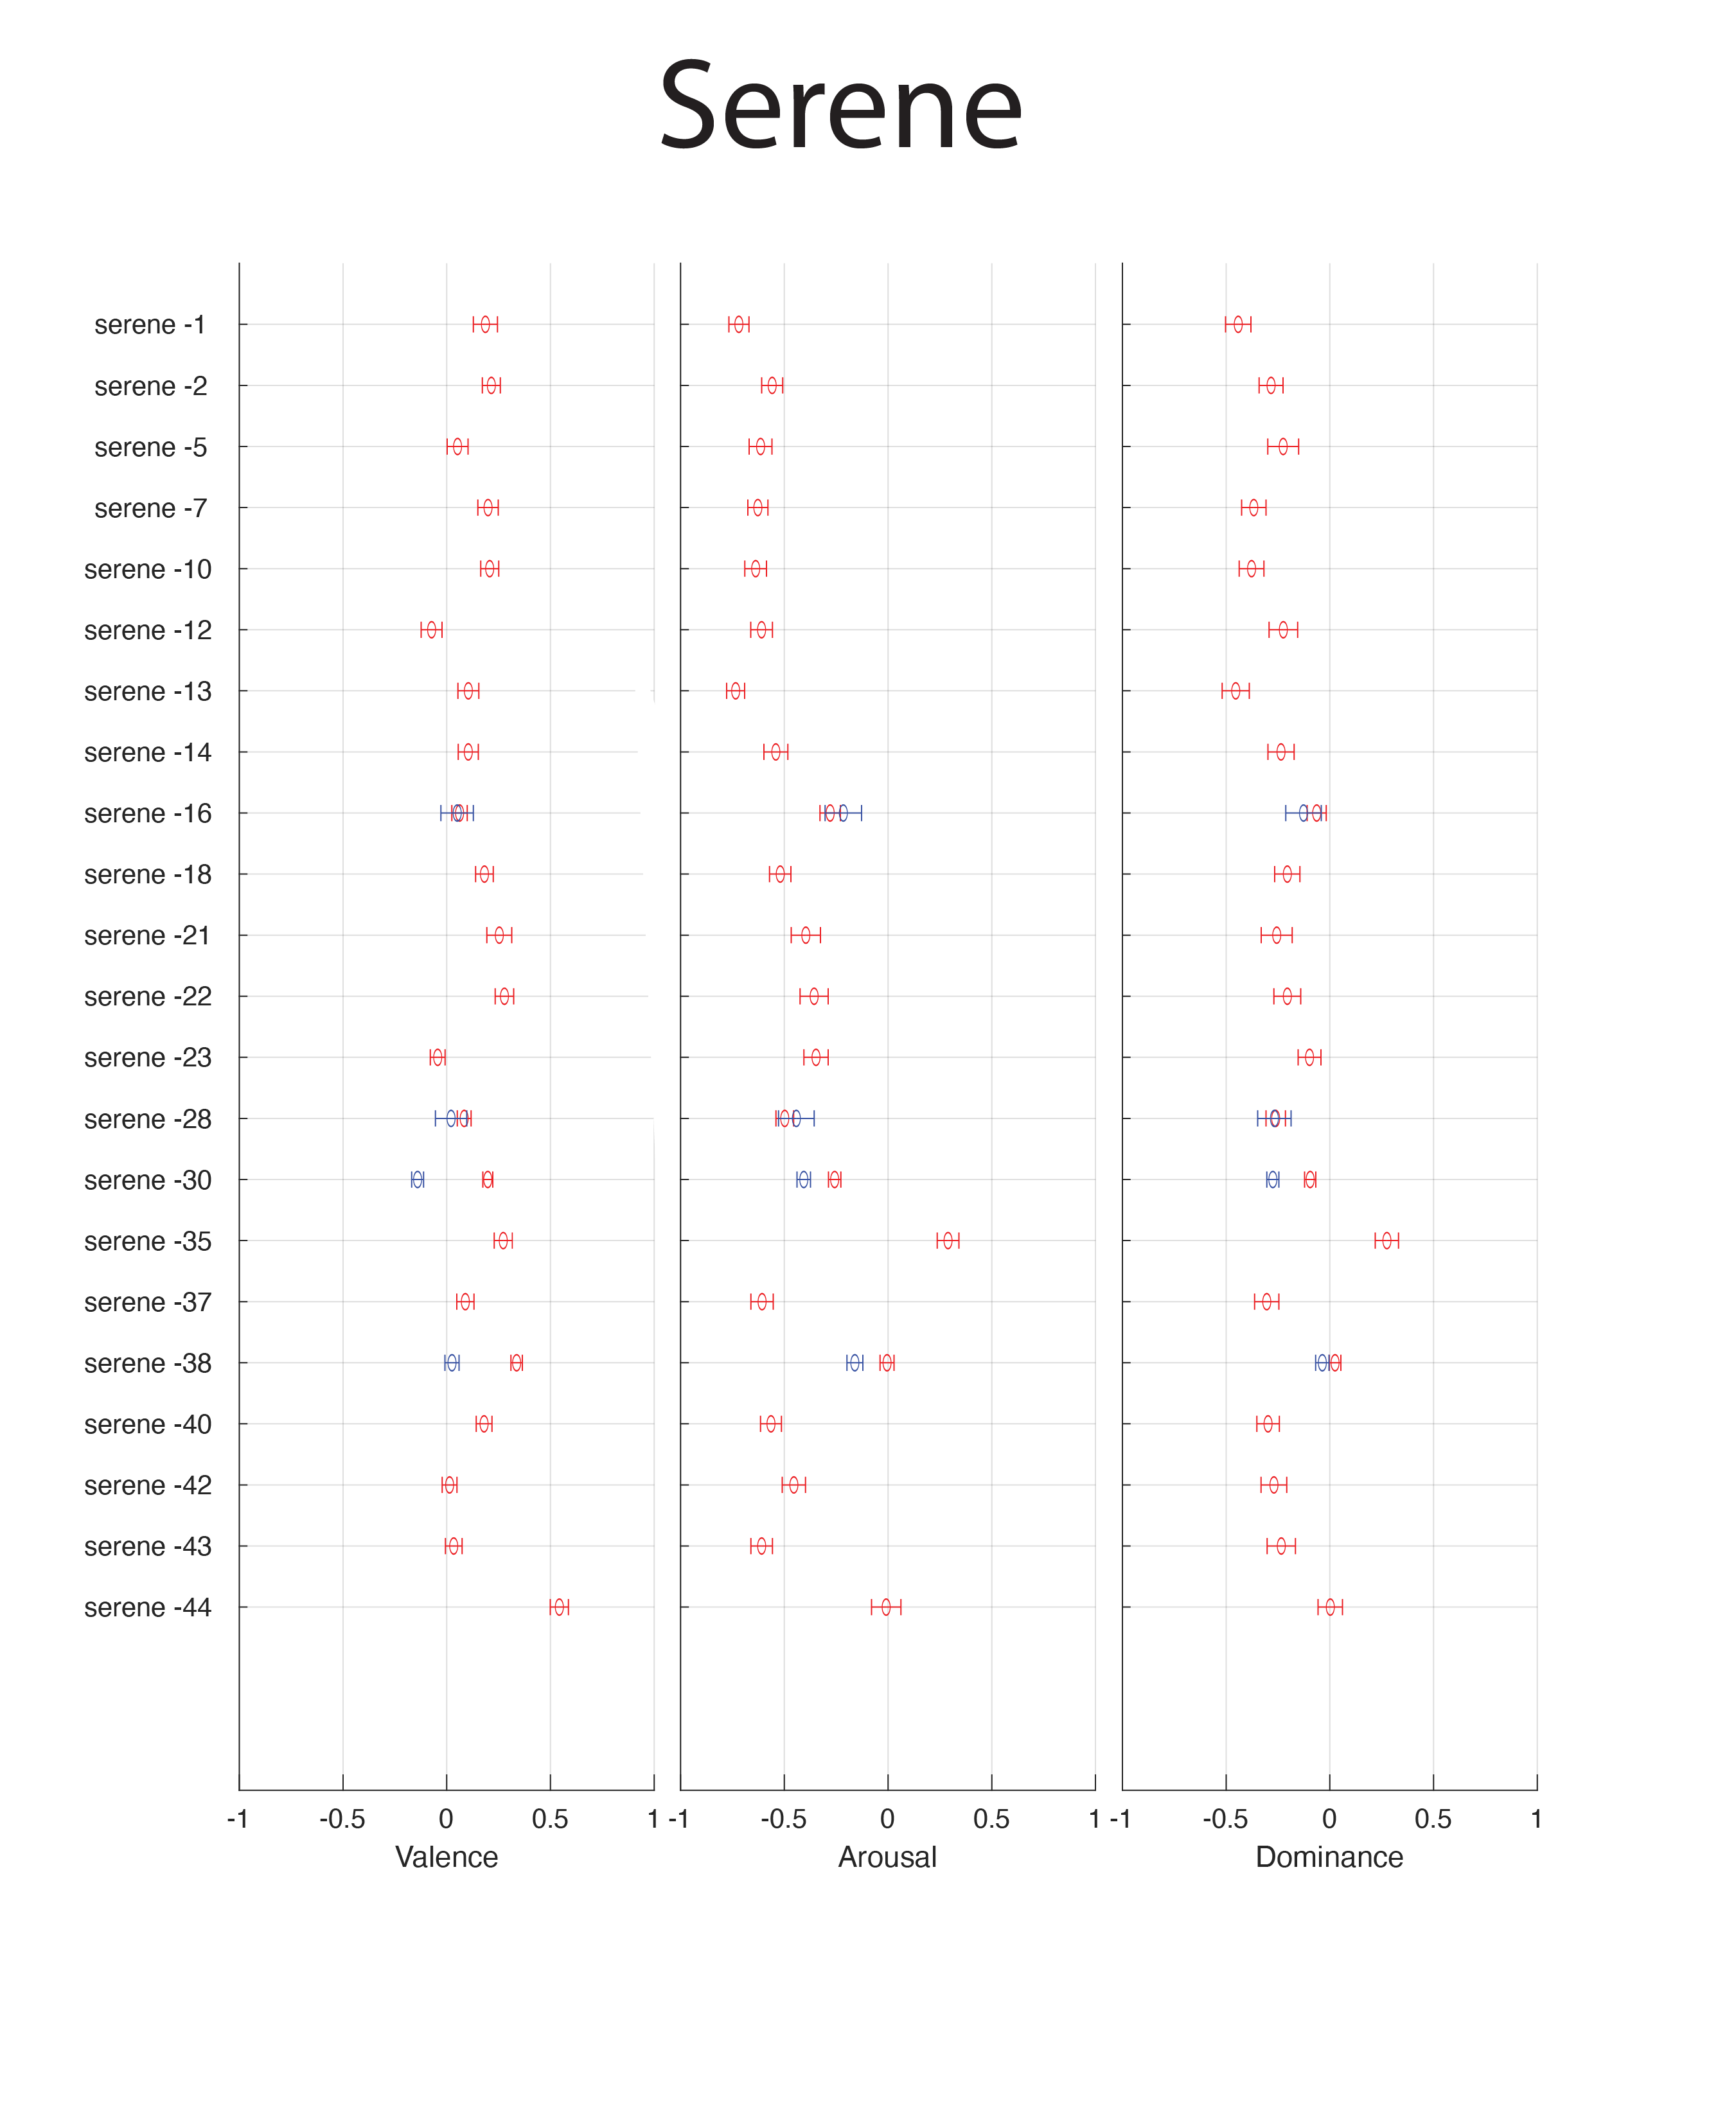 Serene
serene -1
serene -2
serene -5
serene -7
serene -10
serene -12
serene -13
serene -14
serene -16
serene -18
serene -21
serene -22
serene -23
serene -28
serene -30
serene -35
serene -37
serene -38
serene -40
serene -42
serene -43
serene -44
-1 -0.5 0 0.5 1 -1 -0.5 0 0.5 1 -1 -0.5 0 0.5 1
Valence Arousal Dominance